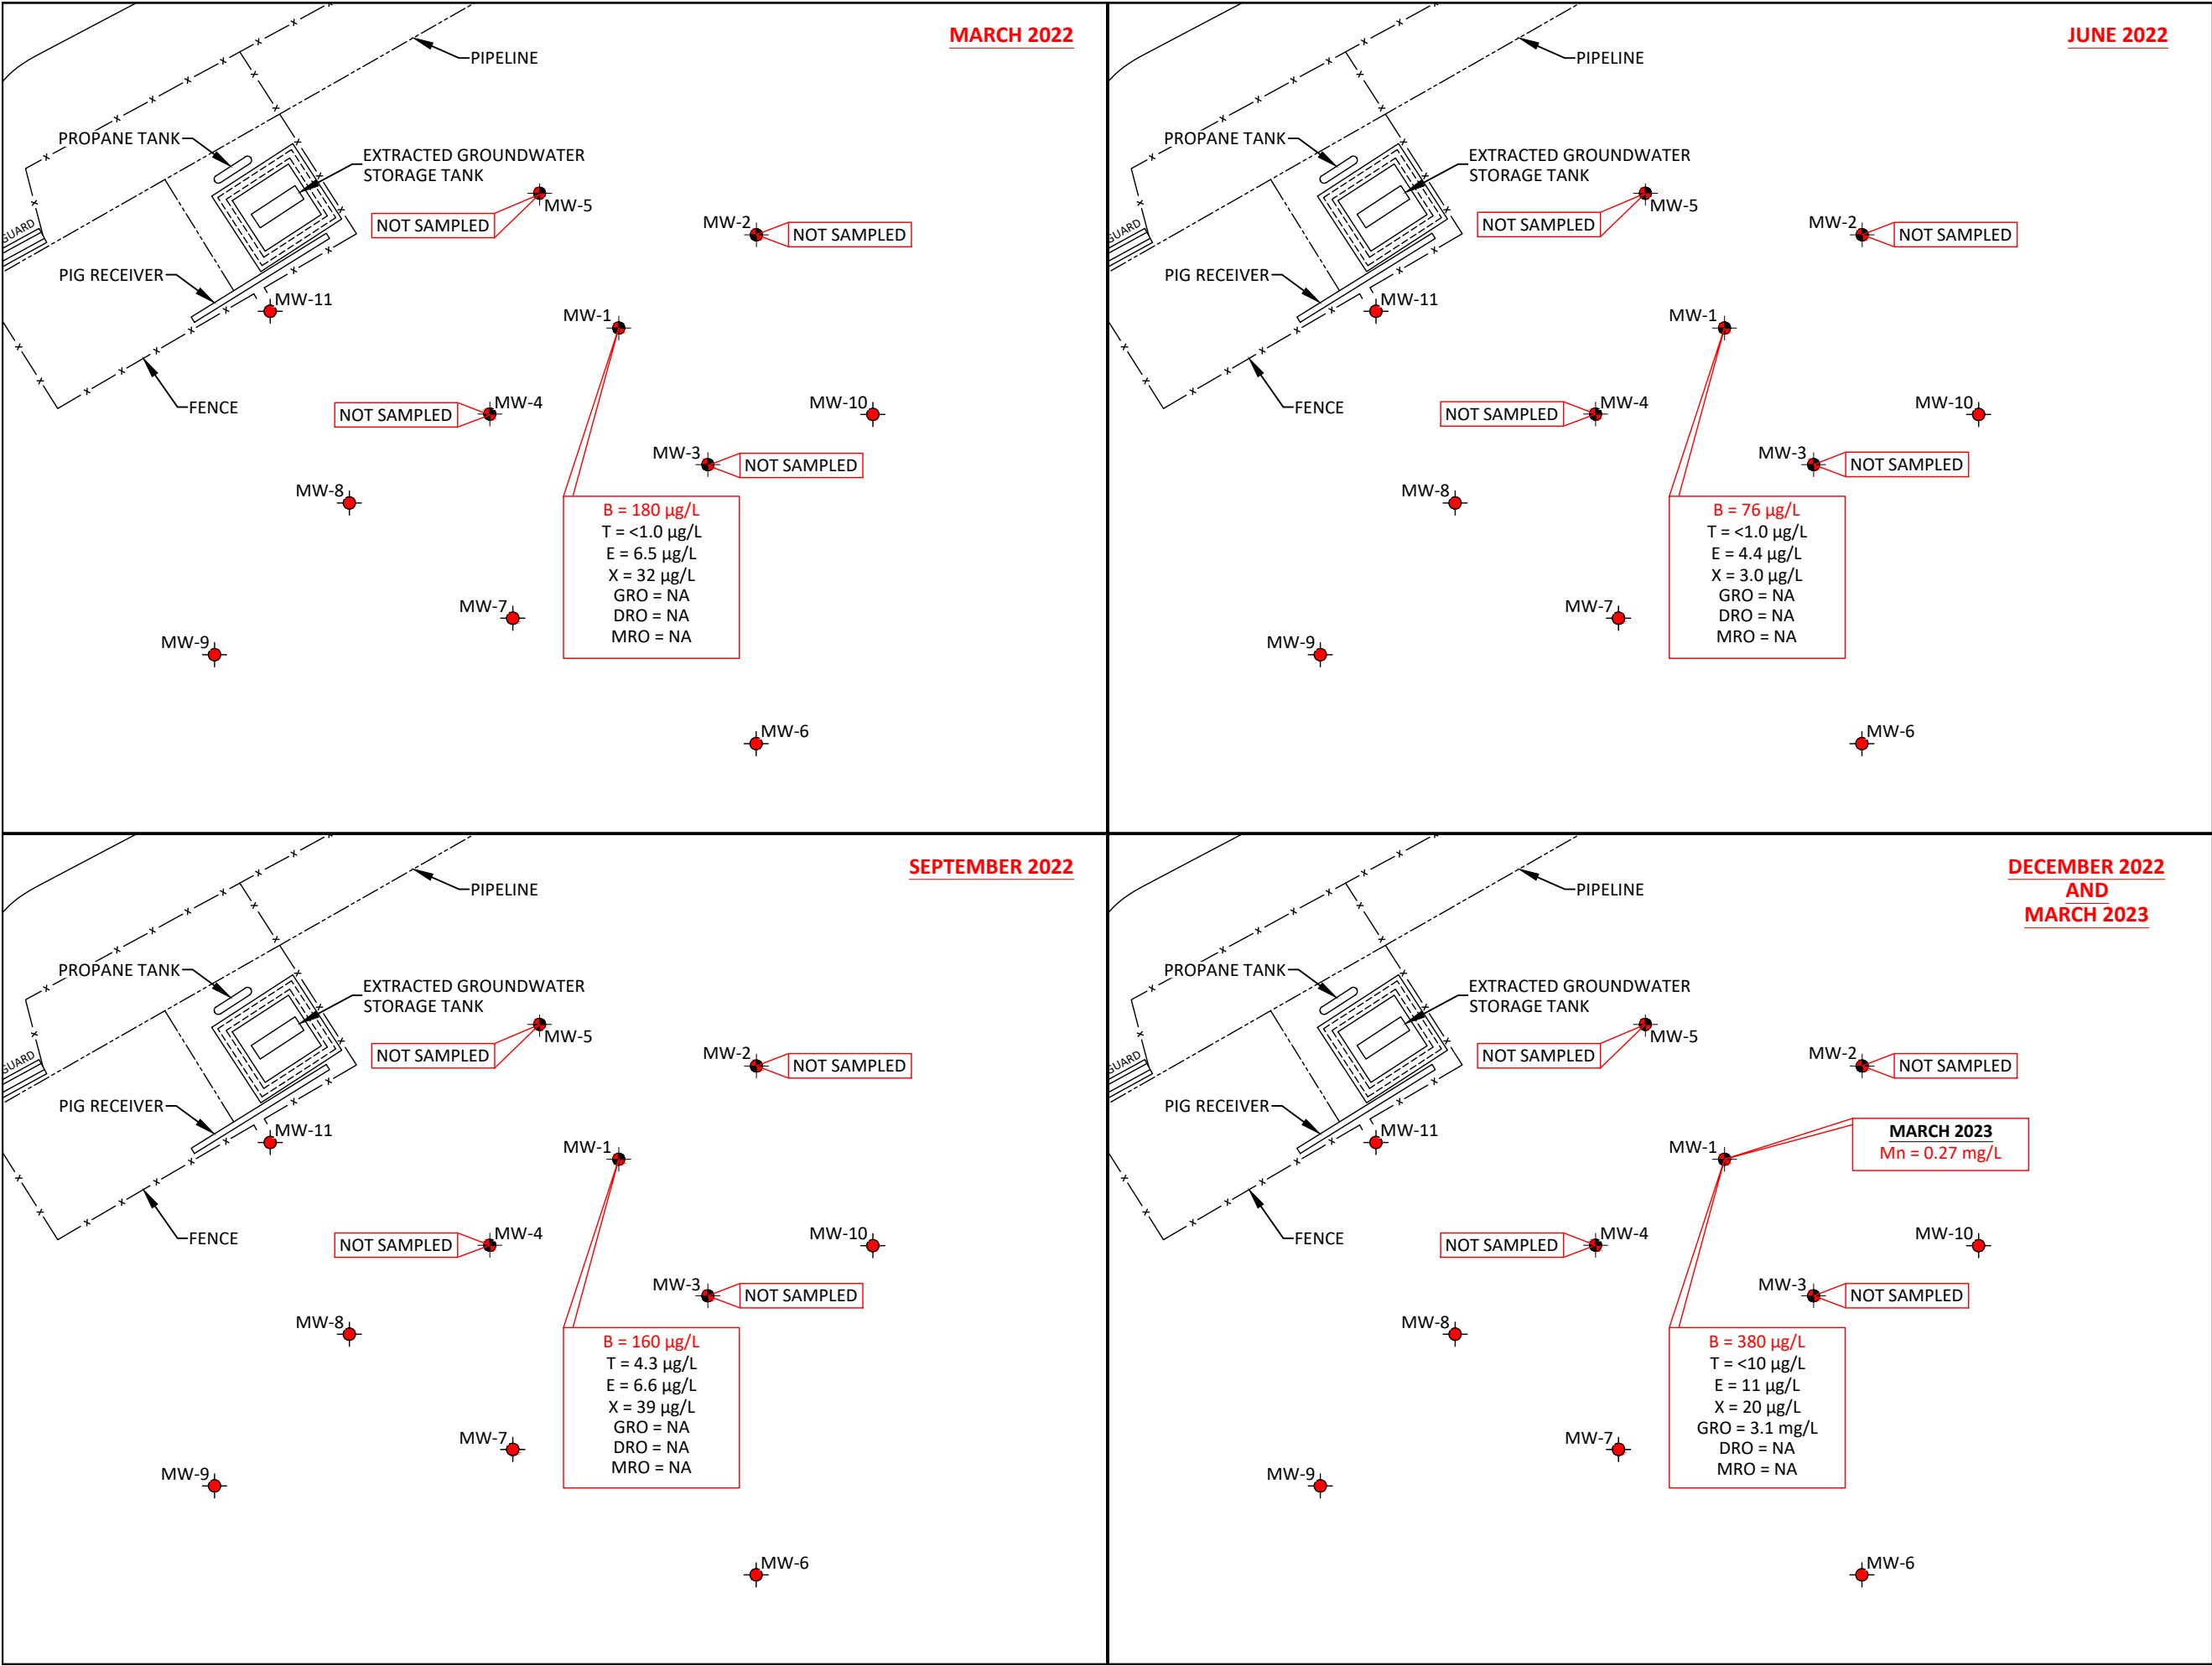 MARCH 2022
PIPELINE
PROPANE TANK
EXTRACTED GROUNDWATER
STORAGE TANK
MW-5
NOT SAMPLED
MW-2
NOT SAMPLED
GUARD
PIG RECEIVER
MW-11
MW-1
FENCE
NOT SAMPLED
MW-4
MW-10
MW-3
NOT SAMPLED
MW-8
B = 180 µg/L
T = <1.0 µg/L
E = 6.5 µg/L
X = 32 µg/L
GRO = NA
DRO = NA
MRO = NA
MW-7
MW-9
MW-6
JUNE 2022
PIPELINE
PROPANE TANK
EXTRACTED GROUNDWATER
STORAGE TANK
MW-5
NOT SAMPLED
MW-2
NOT SAMPLED
GUARD
PIG RECEIVER
MW-11
MW-1
FENCE
NOT SAMPLED
MW-4
MW-10
MW-3
NOT SAMPLED
MW-8
B = 76 µg/L
T = <1.0 µg/L
E = 4.4 µg/L
X = 3.0 µg/L
GRO = NA
DRO = NA
MRO = NA
MW-7
MW-9
MW-6
SEPTEMBER 2022
PIPELINE
PROPANE TANK
EXTRACTED GROUNDWATER
STORAGE TANK
MW-5
NOT SAMPLED
MW-2
NOT SAMPLED
GUARD
PIG RECEIVER
MW-11
MW-1
FENCE
NOT SAMPLED
MW-4
MW-10
MW-3
NOT SAMPLED
MW-8
B = 160 µg/L
T = 4.3 µg/L
E = 6.6 µg/L
X = 39 µg/L
GRO = NA
DRO = NA
MRO = NA
MW-7
MW-9
MW-6
DECEMBER 2022
AND
MARCH 2023
PIPELINE
PROPANE TANK
EXTRACTED GROUNDWATER
STORAGE TANK
MW-5
NOT SAMPLED
MW-2
NOT SAMPLED
GUARD
PIG RECEIVER
MW-11
MW-1
MARCH 2023
Mn = 0.27 mg/L
FENCE
NOT SAMPLED
MW-4
MW-10
MW-3
NOT SAMPLED
MW-8
B = 380 µg/L
T = <10 µg/L
E = 11 µg/L
X = 20 µg/L
GRO = 3.1 mg/L
DRO = NA
MRO = NA
MW-7
MW-9
MW-6